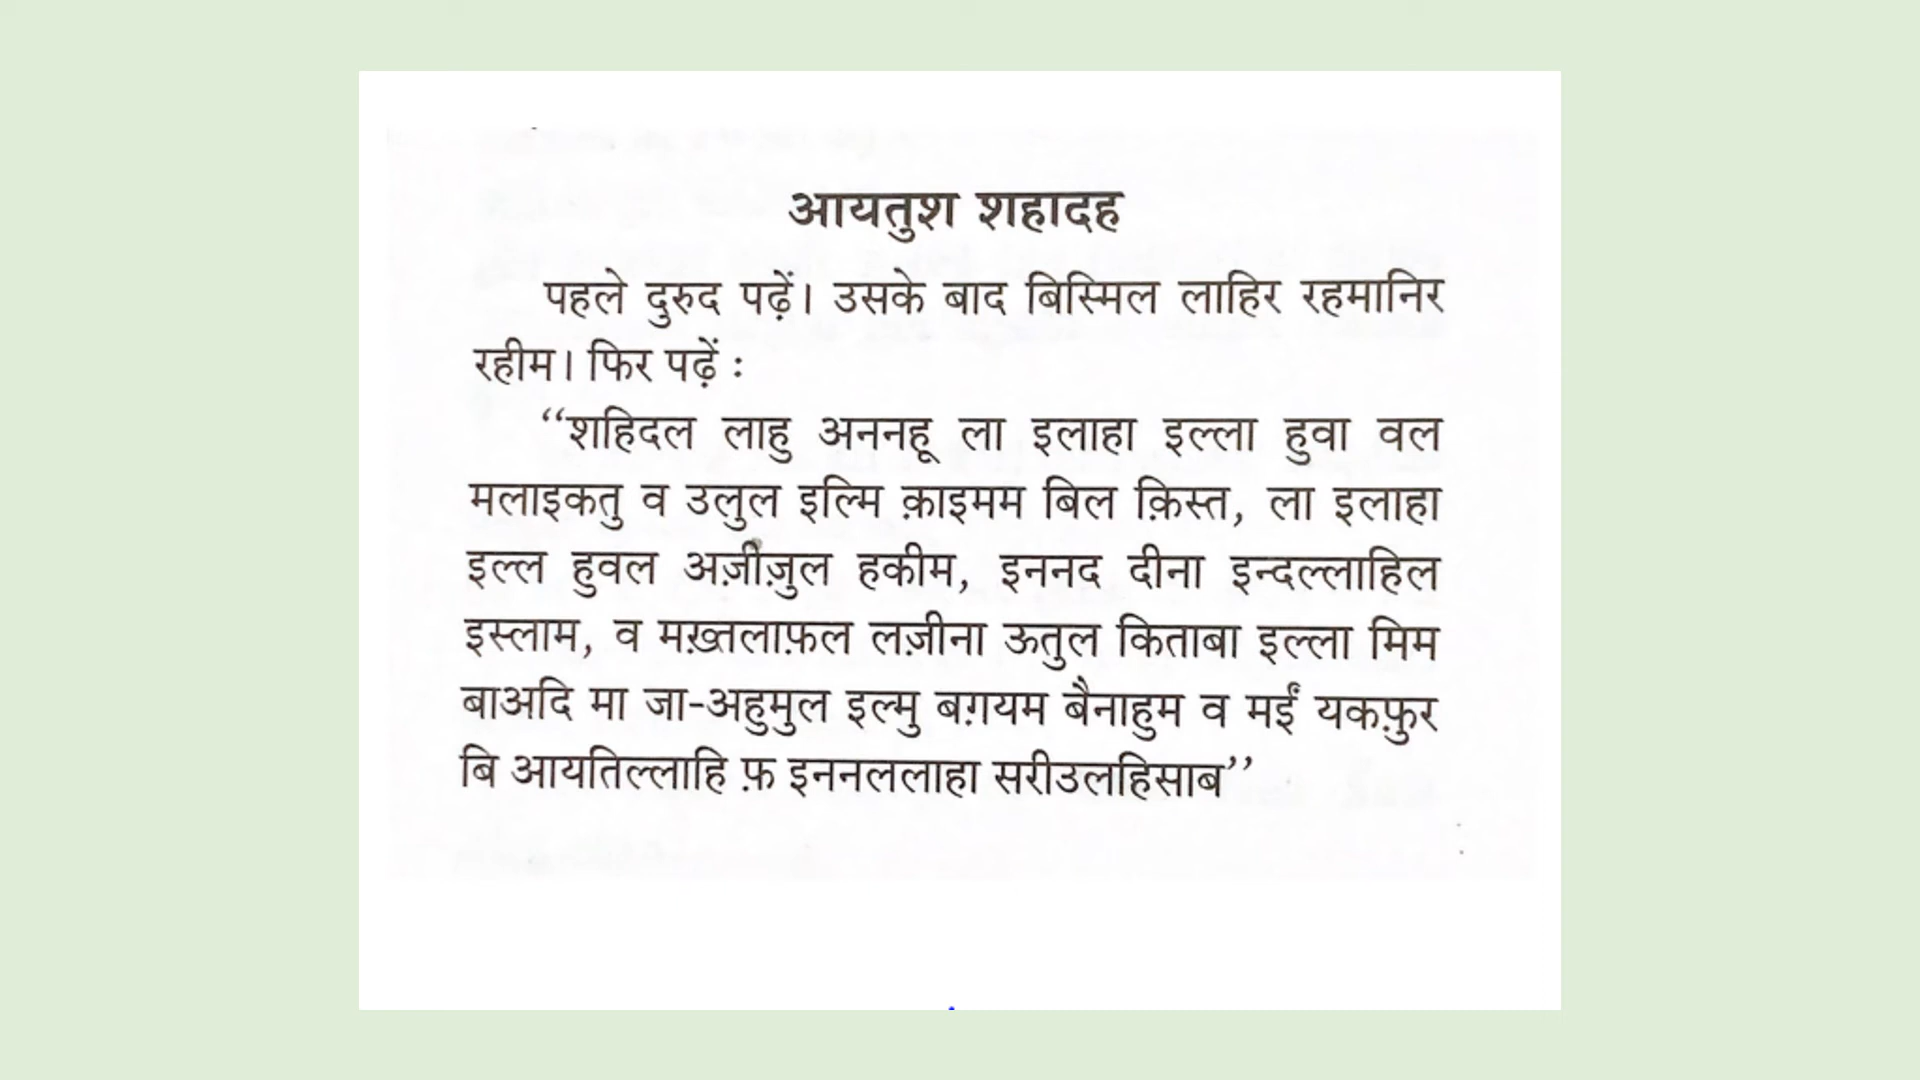 आयतुश शहादह
पहले दुरुद पढ़ें। उसके बाद बिस्मिल लाहिर रहमानिर
रहीम। फिर पढ़ें :
‘‘शहिदल लाहु अननहू ला इलाहा इल्ला हुवा वल
मलाइकतु व उलुल इल्मि क़ाइमम बिल क़िस्त, ला इलाहा
इल्ल हुवल अज़ीज़ुल हकीम, इननद दीना इन्दल्लाहिल
इस्लाम, व मख़्तलाफ़ल लज़ीना ऊतुल किताबा इल्ला मिम
बाअदि मा जा-अहुमुल इल्मु बग़यम बैनाहुम व मईं यकफ़ुर
बि आयतिल्लाहि फ़ इननललाहा सरीउलहिसाब’’